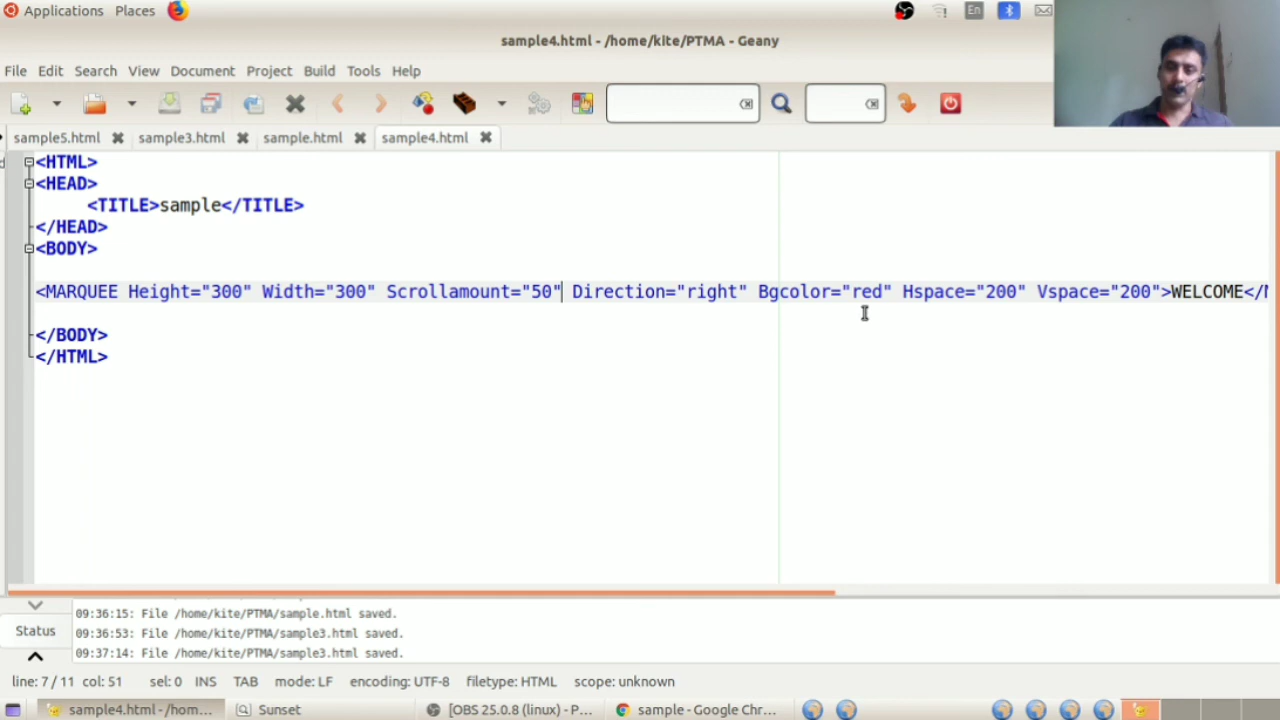 Applications Places En
sample4.html - /home/kite/PTMA - Geany
File Edit Search View Document Project Build Tools Help
sample5.html sample3.html sample.html sample4.html
<HTML>
<HEAD>
<TITLE>sample</TITLE>
</HEAD>
<BODY>
<MARQUEE Height="300" Width="300" Scrollamount="50" Direction="right" Bgcolor="red" Hspace="200" Vspace="200">WELCOME</
</BODY>
</HTML>
09:36:15: File /home/kite/PTMA/sample.html saved.
Status
09:36:53: File /home/kite/PTMA/sample3.html saved.
09:37:14: File /home/kite/PTMA/sample3.html saved.
line: 7 / 11 col: 51 sel: 0 INS TAB mode: LF encoding: UTF-8 filetype: HTML scope: unknown
sample4.html - /hom... Sunset [OBS 25.0.8 (linux) - P... sample - Google Chr...